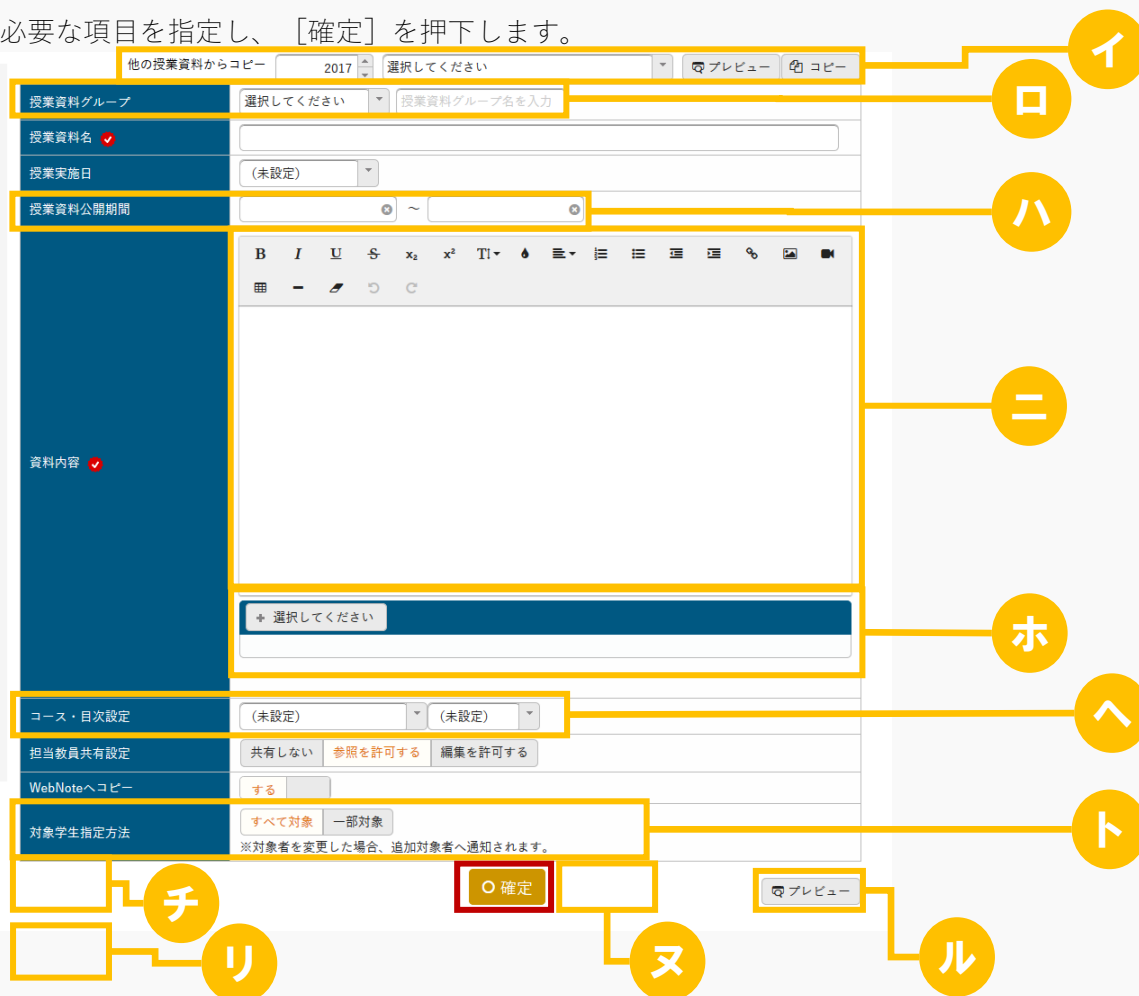 必要な項目を指定し、［確定］を押下します。
他の授業資料からコピー 2017 選択してください プレビュー コピー
イ
授業資料グループ 選択してください 授業資料グループ名を入力
ロ
授業資料名
授業実施日 (未設定)
授業資料公開期間 ～
ハ
B I U S x₂ x² T
ニ
資料内容
+ 選択してください
ホ
コース・目次設定 (未設定) (未設定)
ヘ
担当教員共有設定 共有しない 参照を許可する 編集を許可する
WebNoteへコピー する
対象学生指定方法 すべて対象 一部対象
※対象者を変更した場合、追加対象者へ通知されます。
ト
確定 プレビュー
チ
リ
ヌ
ル